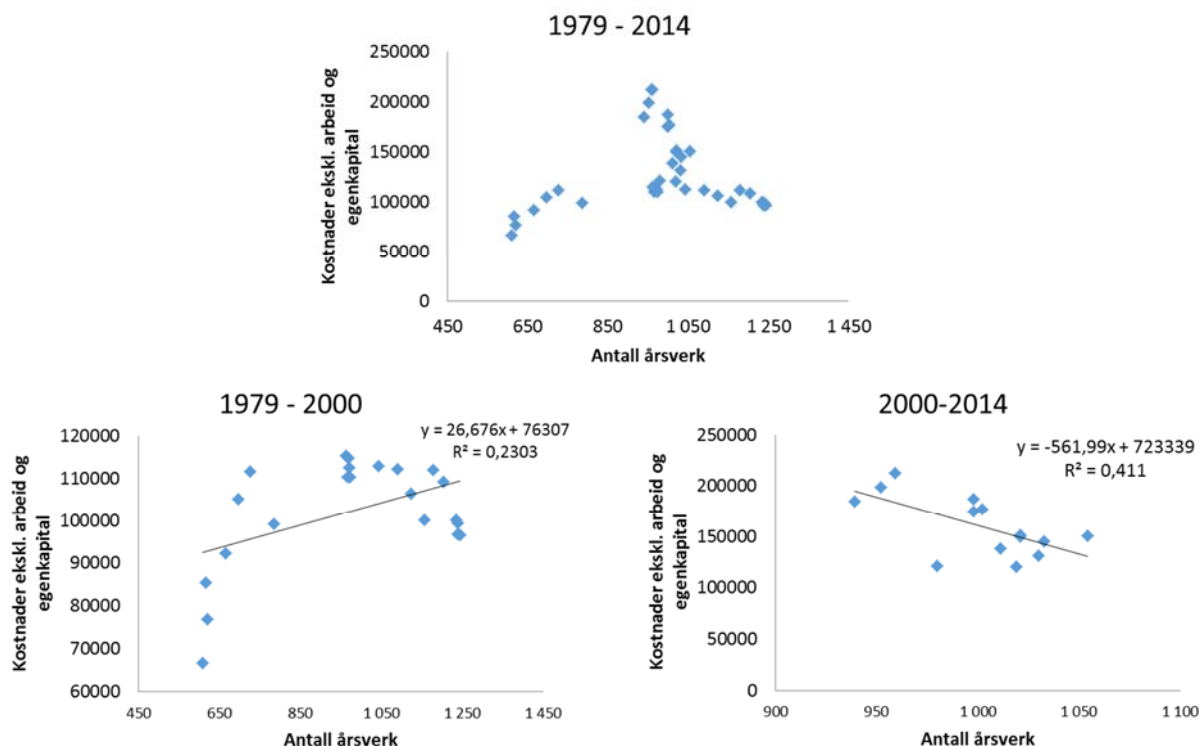 1979 - 2014
Kostnader ekskl. arbeid og
egenkapital
250000
200000
150000
100000
50000
0
450
650
850
1 050
1 250
1 450
Antall årsverk
1979 - 2000
y = 26,676x + 76307
R² = 0,2303
Kostnader ekskl. arbeid og
egenkapital
120000
110000
100000
90000
80000
70000
60000
450
650
850
1 050
1 250
1 450
Antall årsverk
2000-2014
y = -561,99x + 723339
R² = 0,411
Kostnader ekskl. arbeid og
egenkapital
250000
200000
150000
100000
50000
0
900
950
1 000
1 050
1 100
Antall årsverk